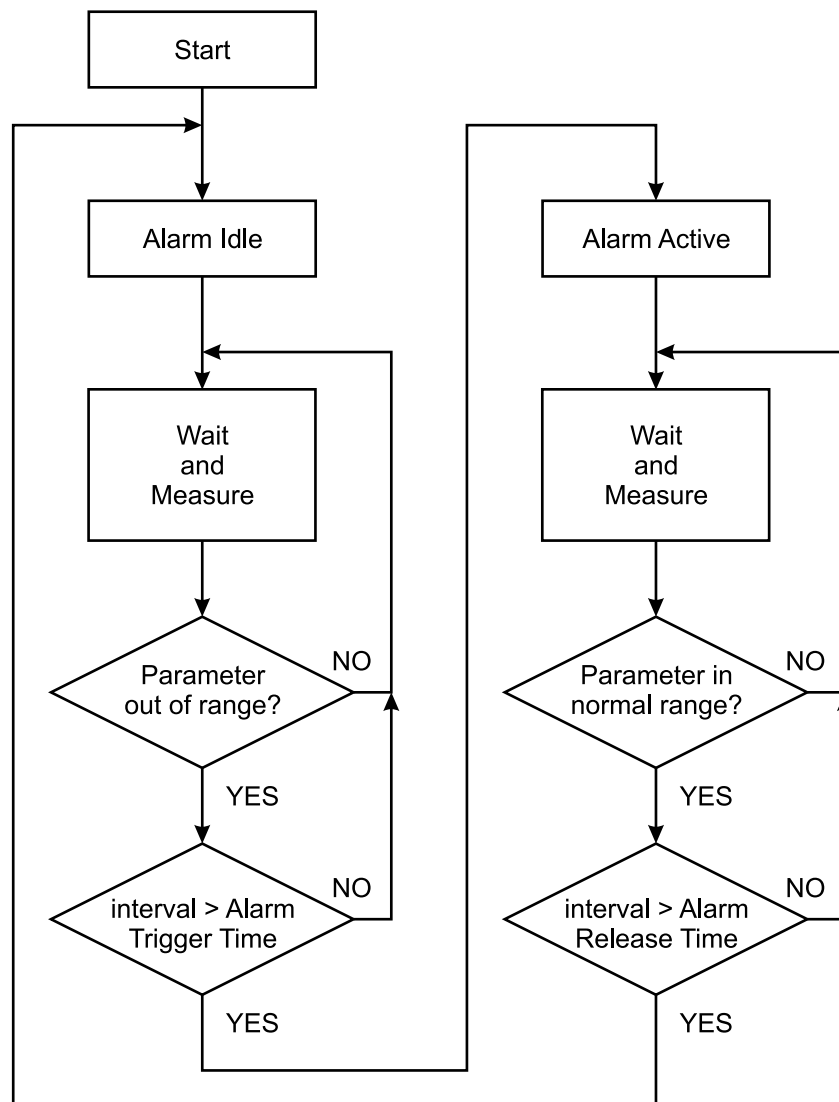 Start
Alarm Idle
Wait
and
Measure
Parameter
out of range?
NO
YES
interval > Alarm
Trigger Time
NO
YES
Alarm Active
Wait
and
Measure
Parameter in
normal range?
NO
YES
interval > Alarm
Release Time
NO
YES